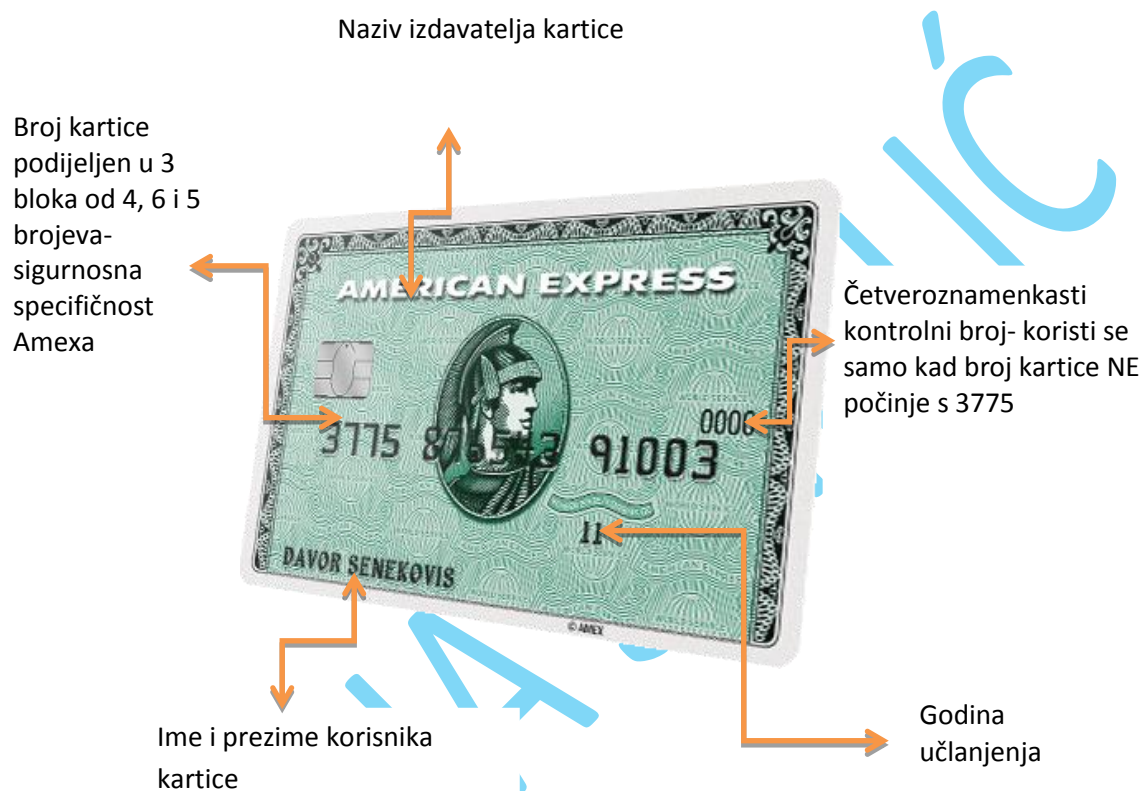 Naziv izdavatelja kartice
Broj kartice
podijeljen u 3
bloka od 4, 6 i 5
brojeva-
sigurnosna
specifičnost
Amexa
AMERICAN EXPRESS
Četveroznamenkasti
kontrolni broj- koristi se
samo kad broj kartice NE
počinje s 3775
0000
3775 876543 91003
11
DAVOR SENEKOVIS
© AMEX
Ime i prezime korisnika
kartice
Godina
učlanjenja